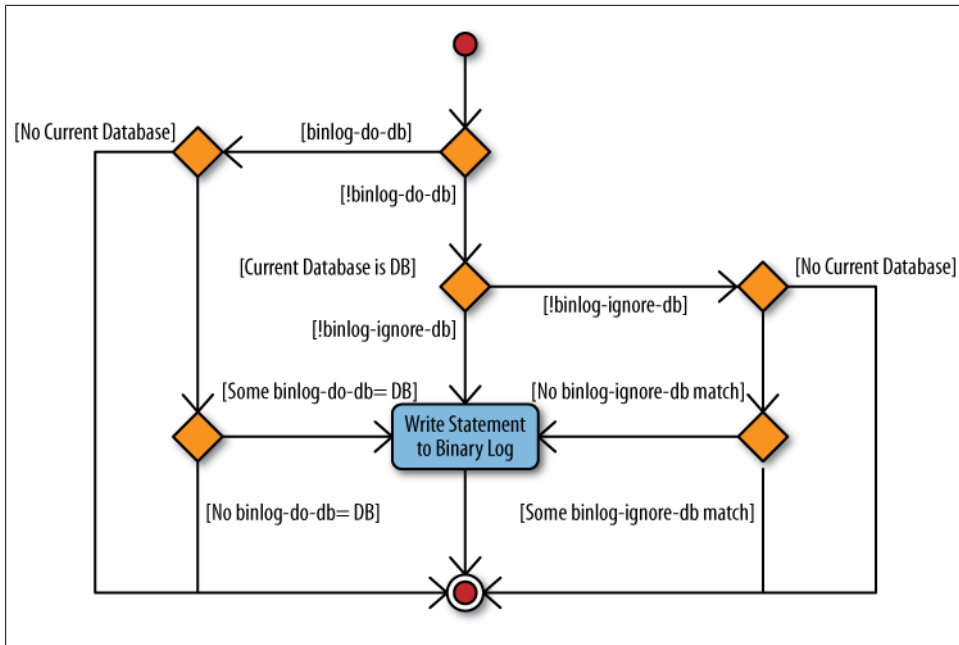 [No Current Database]
[binlog-do-db]
[!binlog-do-db]
[Current Database is DB]
[No Current Database]
[!binlog-ignore-db]
[!binlog-ignore-db]
[Some binlog-do-db= DB]
[No binlog-ignore-db match]
Write Statement
to Binary Log
[No binlog-do-db= DB]
[Some binlog-ignore-db match]